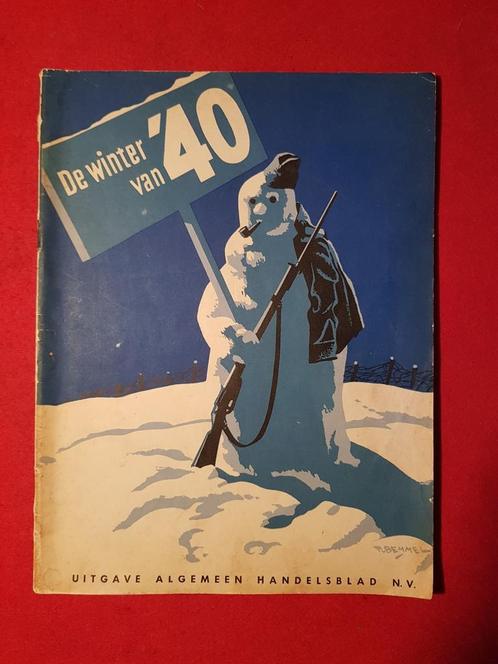 De winter
van '40
P. v. BEMMEL
UITGAVE ALGEMEEN HANDELSBLAD N.V.